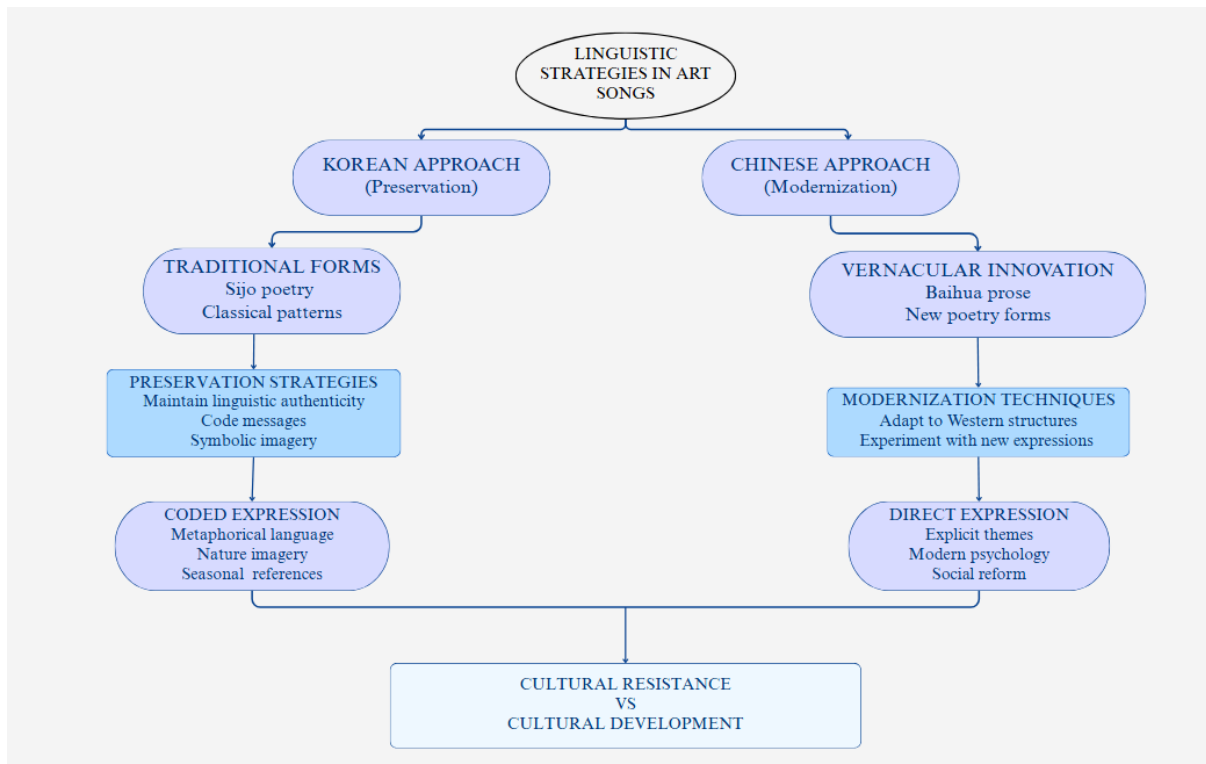 LINGUISTIC
STRATEGIES IN ART
SONGS
KOREAN APPROACH
(Preservation)
CHINESE APPROACH
(Modernization)
TRADITIONAL FORMS
Sijo poetry
Classical patterns
VERNACULAR INNOVATION
Baihua prose
New poetry forms
PRESERVATION STRATEGIES
Maintain linguistic authenticity
Code messages
Symbolic imagery
MODERNIZATION TECHNIQUES
Adapt to Western structures
Experiment with new expressions
CODED EXPRESSION
Metaphorical language
Nature imagery
Seasonal references
DIRECT EXPRESSION
Explicit themes
Modern psychology
Social reform
CULTURAL RESISTANCE
VS
CULTURAL DEVELOPMENT